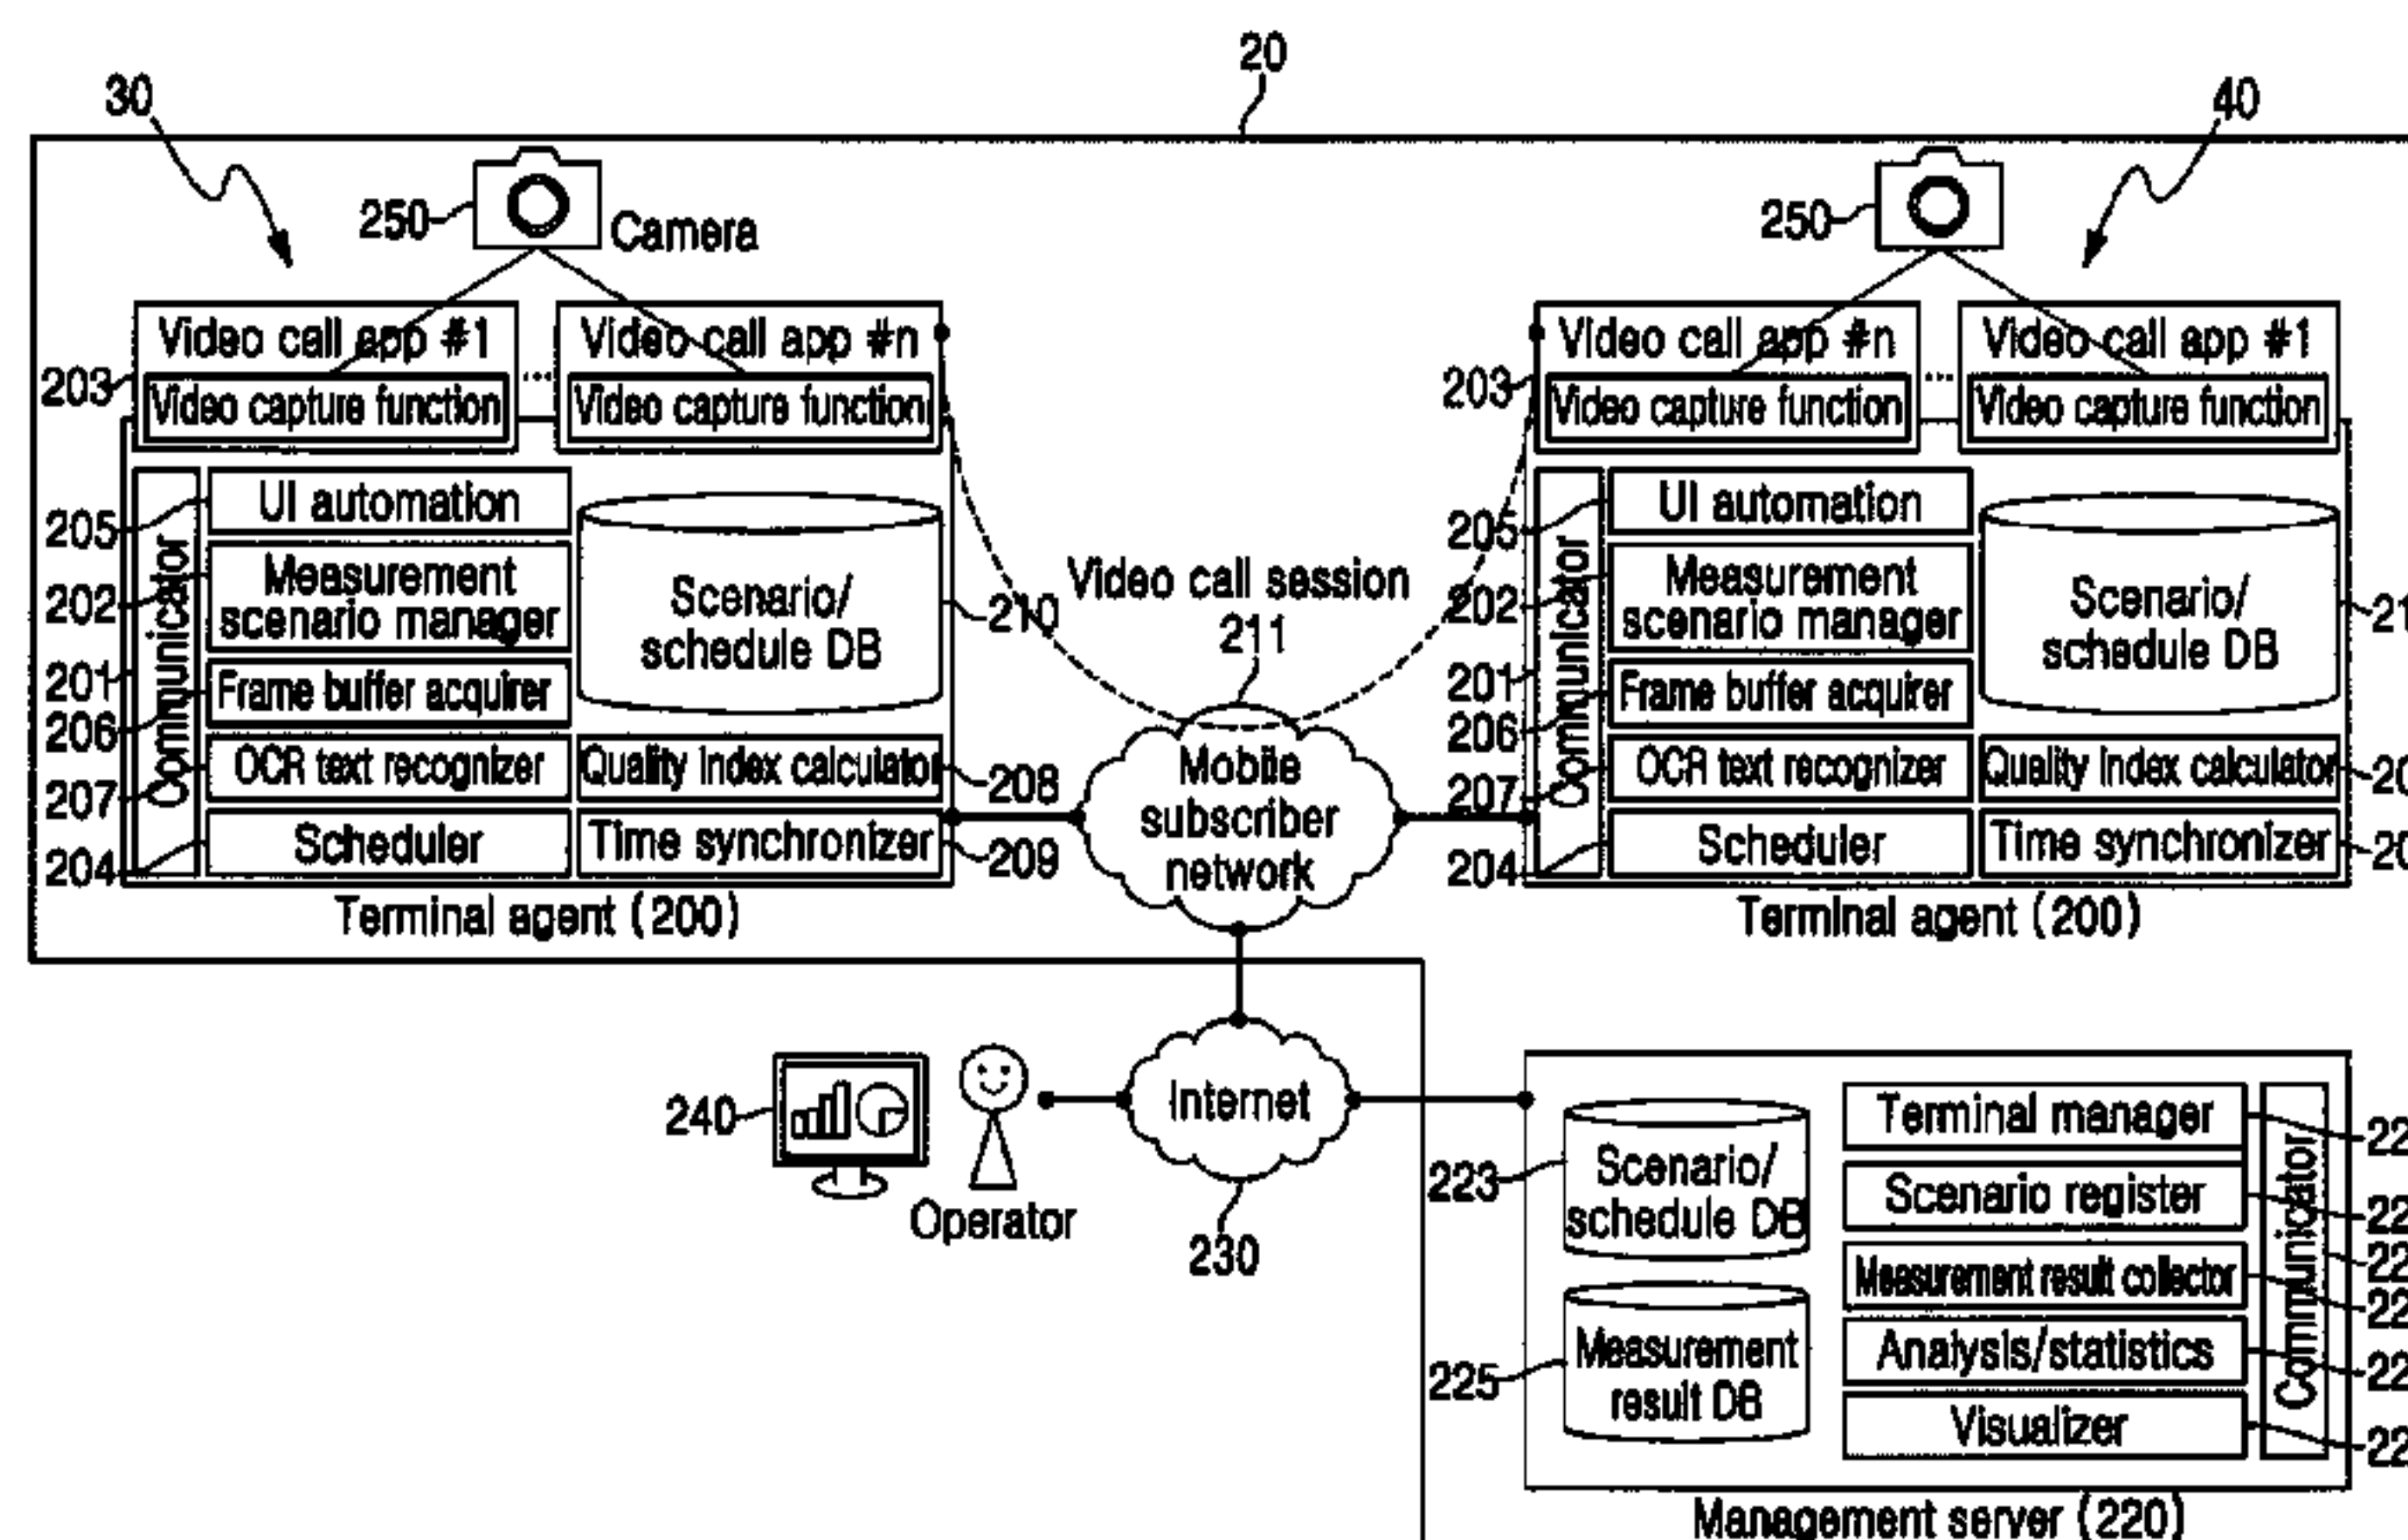 20
30
40
250
Camera
250
Video call app #1
Video call app #n
203
...
Video capture function
Video capture function
Video call app #n
Video call app #1
203
...
Video capture function
Video capture function
205
UI automation
202
Measurement
scenario manager
201
Communicator
206
Frame buffer acquirer
207
OCR text recognizer
204
Scheduler
Scenario/
schedule DB
210
Quality index calculator
208
Time synchronizer
209
Terminal agent (200)
Video call session
211
Mobile
subscriber
network
205
UI automation
202
Measurement
scenario manager
201
Communicator
206
Frame buffer acquirer
207
OCR text recognizer
204
Scheduler
Scenario/
schedule DB
Quality index calculator
Time synchronizer
Terminal agent (200)
240
Operator
Internet
230
223
Scenario/
schedule DB
225
Measurement
result DB
Terminal manager
Scenario register
Measurement result collector
Analysis/statistics
Visualizer
Communicator
Management server (220)